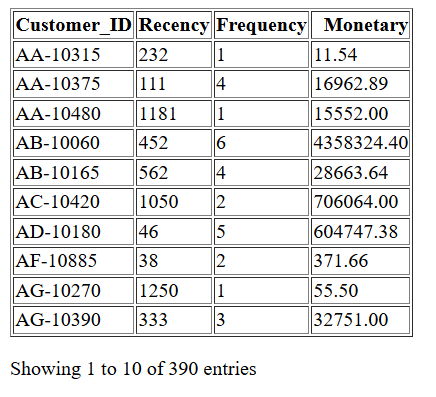 Customer_ID Recency Frequency Monetary
AA-10315 232 1 11.54
AA-10375 111 4 16962.89
AA-10480 1181 1 15552.00
AB-10060 452 6 4358324.40
AB-10165 562 4 28663.64
AC-10420 1050 2 706064.00
AD-10180 46 5 604747.38
AF-10885 38 2 371.66
AG-10270 1250 1 55.50
AG-10390 333 3 32751.00
Showing 1 to 10 of 390 entries